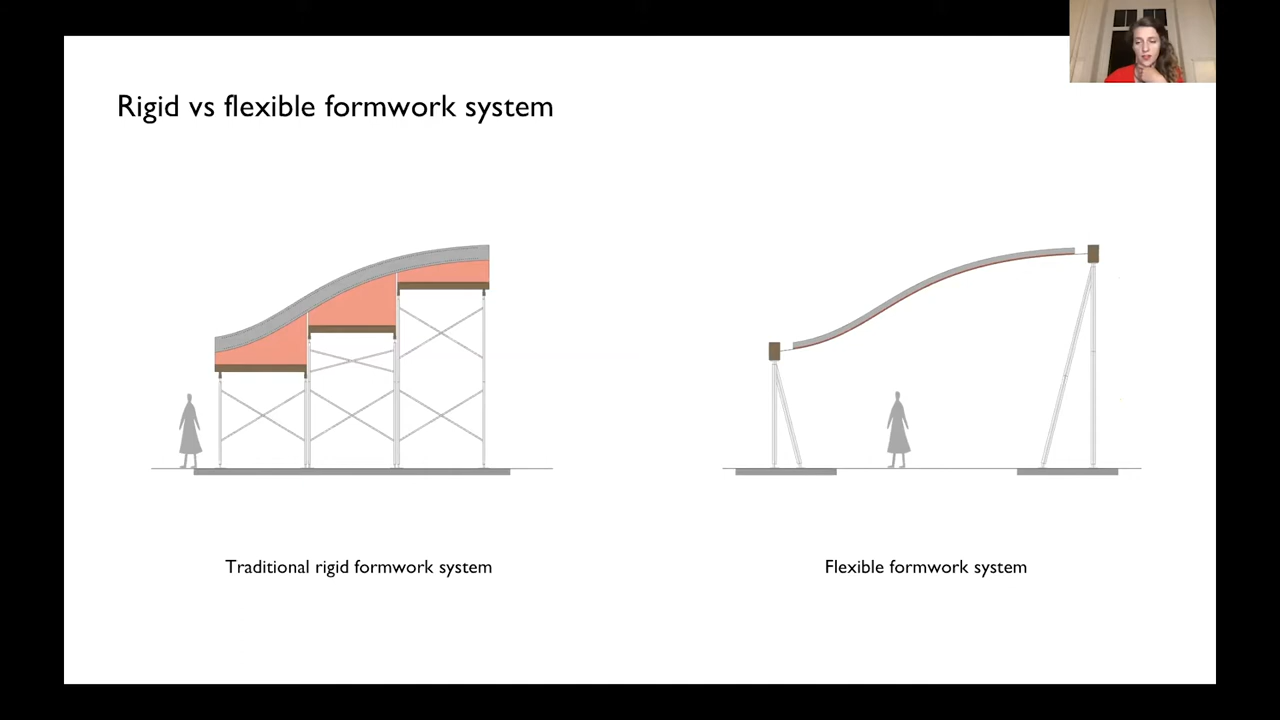 Rigid vs flexible formwork system
Traditional rigid formwork system
Flexible formwork system